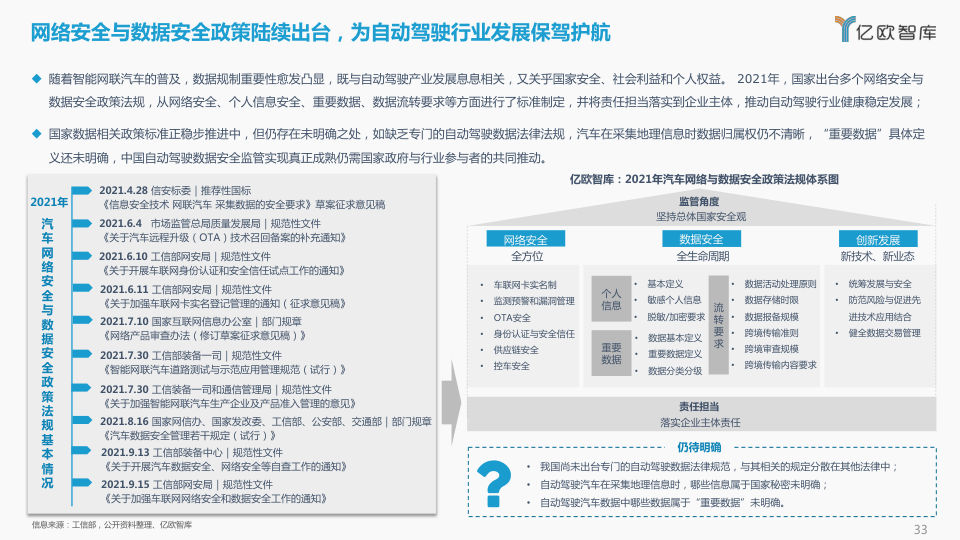 网络安全与数据安全政策陆续出台，为自动驾驶行业发展保驾护航
亿欧智库
随着智能网联汽车的普及，数据规制重要性愈发凸显，既与自动驾驶产业发展息息相关，又关乎国家安全、社会利益和个人权益。 2021年，国家出台多个网络安全与
数据安全政策法规，从网络安全、个人信息安全、重要数据、数据流转要求等方面进行了标准制定，并将责任担当落实到企业主体，推动自动驾驶行业健康稳定发展；
国家数据相关政策标准正稳步推进中，但仍存在未明确之处，如缺乏专门的自动驾驶数据法律法规，汽车在采集地理信息时数据归属权仍不清晰，“重要数据”具体定
义还未明确，中国自动驾驶数据安全监管实现真正成熟仍需国家政府与行业参与者的共同推动。
2021年
汽车网络安全与数据安全政策法规基本情况
2021.4.28 信安标委｜推荐性国标
《信息安全技术 网联汽车 采集数据的安全要求》草案征求意见稿
2021.6.4 市场监管总局质量发展局｜规范性文件
《关于汽车远程升级（OTA）技术召回备案的补充通知》
2021.6.10 工信部网安局｜规范性文件
《关于开展车联网身份认证和安全信任试点工作的通知》
2021.6.11 工信部网安局｜规范性文件
《关于加强车联网卡实名登记管理的通知（征求意见稿》
2021.7.10 国家互联网信息办公室｜部门规章
《网络产品审查办法（修订草案征求意见稿）》
2021.7.30 工信部装备一司｜规范性文件
《智能网联汽车道路测试与示范应用管理规范（试行）》
2021.7.30 工信装备一司和通信管理局｜规范性文件
《关于加强智能网联汽车生产企业及产品准入管理的意见》
2021.8.16 国家网信办、国家发改委、工信部、公安部、交通部｜部门规章
《汽车数据安全管理若干规定（试行）》
2021.9.13 工信部装备中心｜规范性文件
《关于开展汽车数据安全、网络安全等自查工作的通知》
2021.9.15 工信部网安局｜规范性文件
《关于加强车联网网络安全和数据安全工作的通知》
亿欧智库：2021年汽车网络与数据安全政策法规体系图
监管角度
坚持总体国家安全观
网络安全
全方位
• 车联网卡实名制
• 监测预警和漏洞管理
• OTA安全
• 身份认证与安全信任
• 供应链安全
• 控车安全
数据安全
全生命周期
个人
信息
• 基本定义
• 敏感个人信息
• 脱敏/加密要求
重要
数据
• 数据基本定义
• 重要数据定义
• 数据分类分级
流转要求
• 数据活动处理原则
• 数据存储时限
• 数据报备规模
• 跨境传输准则
• 跨境审查规模
• 跨境传输内容要求
创新发展
新技术、新业态
• 统筹发展与安全
• 防范风险与促进先
进技术应用结合
• 健全数据交易管理
责任担当
落实企业主体责任
仍待明确
?
• 我国尚未出台专门的自动驾驶数据法律规范，与其相关的规定分散在其他法律中；
• 自动驾驶汽车在采集地理信息时，哪些信息属于国家秘密未明确；
• 自动驾驶汽车数据中哪些数据属于“重要数据”未明确。
信息来源：工信部，公开资料整理、亿欧智库
33